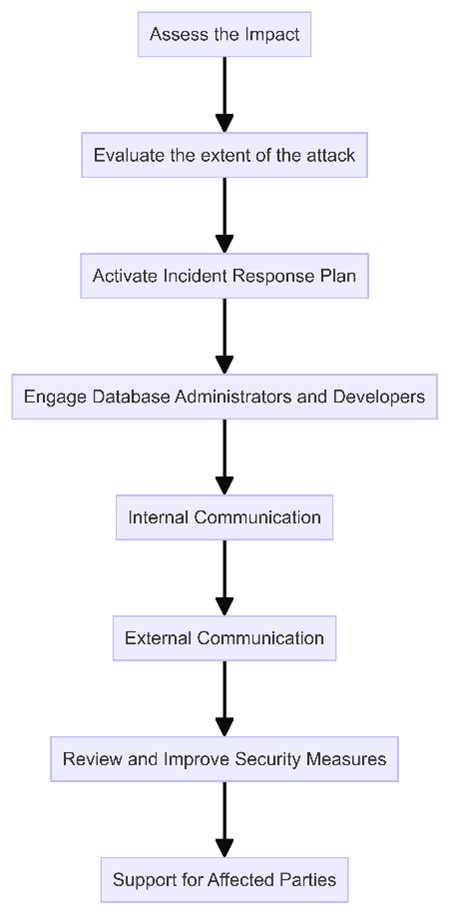 Assess the Impact
Evaluate the extent of the attack
Activate Incident Response Plan
Engage Database Administrators and Developers
Internal Communication
External Communication
Review and Improve Security Measures
Support for Affected Parties